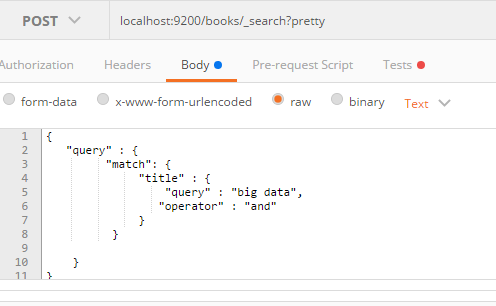 POST localhost:9200/books/_search?pretty
Authorization Headers Body Pre-request Script Tests
form-data x-www-form-urlencoded raw binary Text
1 {
2 "query" : {
3 "match": {
4 "title" : {
5 "query" : "big data",
6 "operator" : "and"
7 }
8 }
9
10 }
11 }